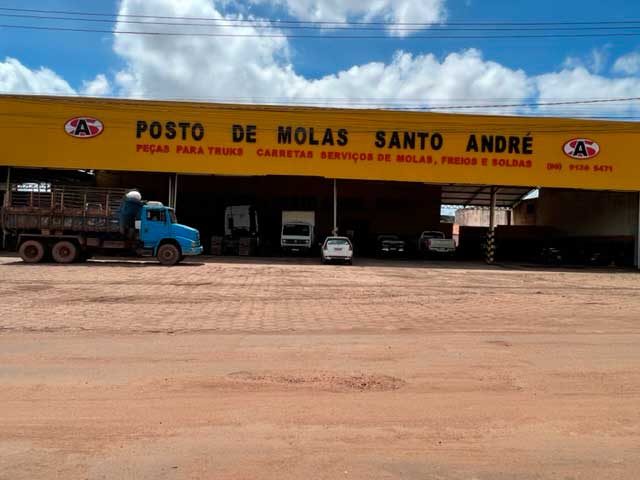 POSTO DE MOLAS SANTO ANDRÉ
PEÇAS PARA TRUKS CARRETAS SERVIÇOS DE MOLAS, FREIOS E SOLDAS
A
A